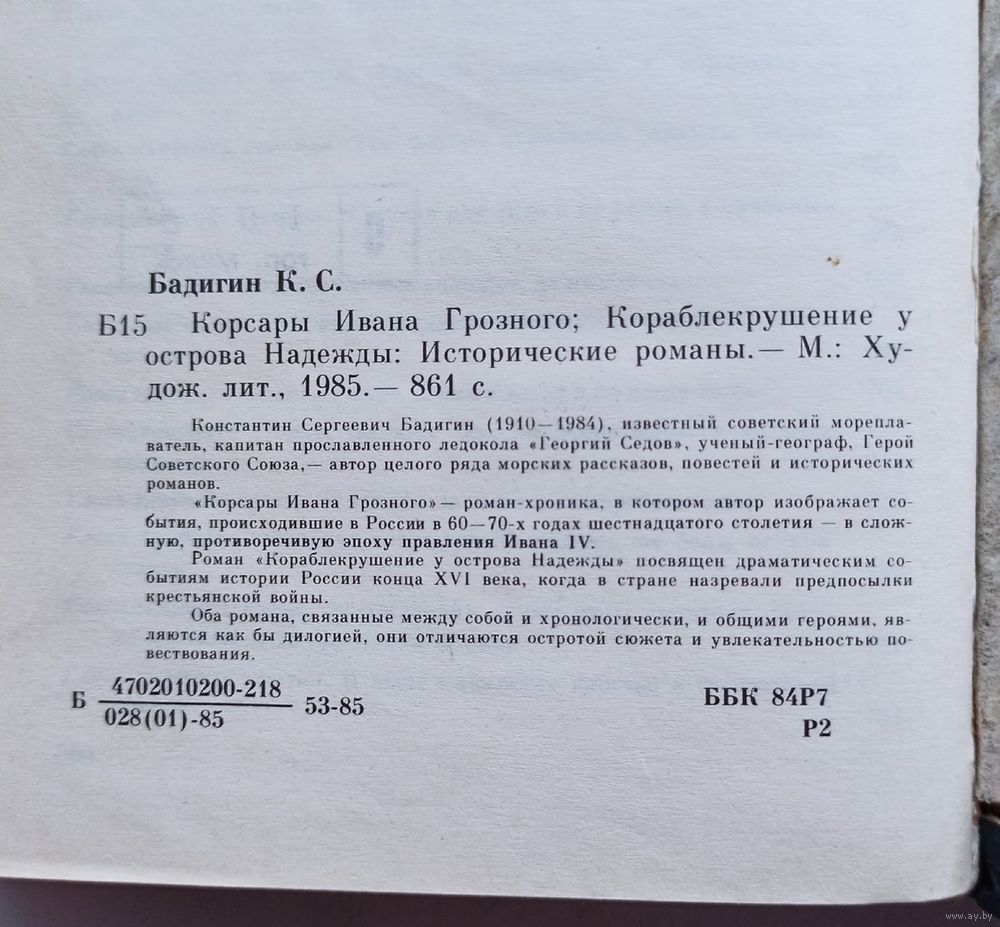 Бадигин К. С.
Б15 Корсары Ивана Грозного; Кораблекрушение у
острова Надежды: Исторические романы.— М.: Ху-
дож. лит., 1985.— 861 с.
Константин Сергеевич Бадигин (1910—1984), известный советский морепла-
ватель, капитан прославленного ледокола «Георгий Седов», ученый-географ, Герой
Советского Союза,— автор целого ряда морских рассказов, повестей и исторических
романов.
«Корсары Ивана Грозного» — роман-хроника, в котором автор изображает со-
бытия, происходившие в России в 60—70-х годах шестнадцатого столетия — в слож-
ную, противоречивую эпоху правления Ивана IV.
Роман «Кораблекрушение у острова Надежды» посвящен драматическим со-
бытиям истории России конца XVI века, когда в стране назревали предпосылки
крестьянской войны.
Оба романа, связанные между собой и хронологически, и общими героями, яв-
ляются как бы дилогией, они отличаются остротой сюжета и увлекательностью по-
вествования.
Б 4702010200-218 53-85
028(01)-85
ББК 84Р7
Р2
www.ay.by